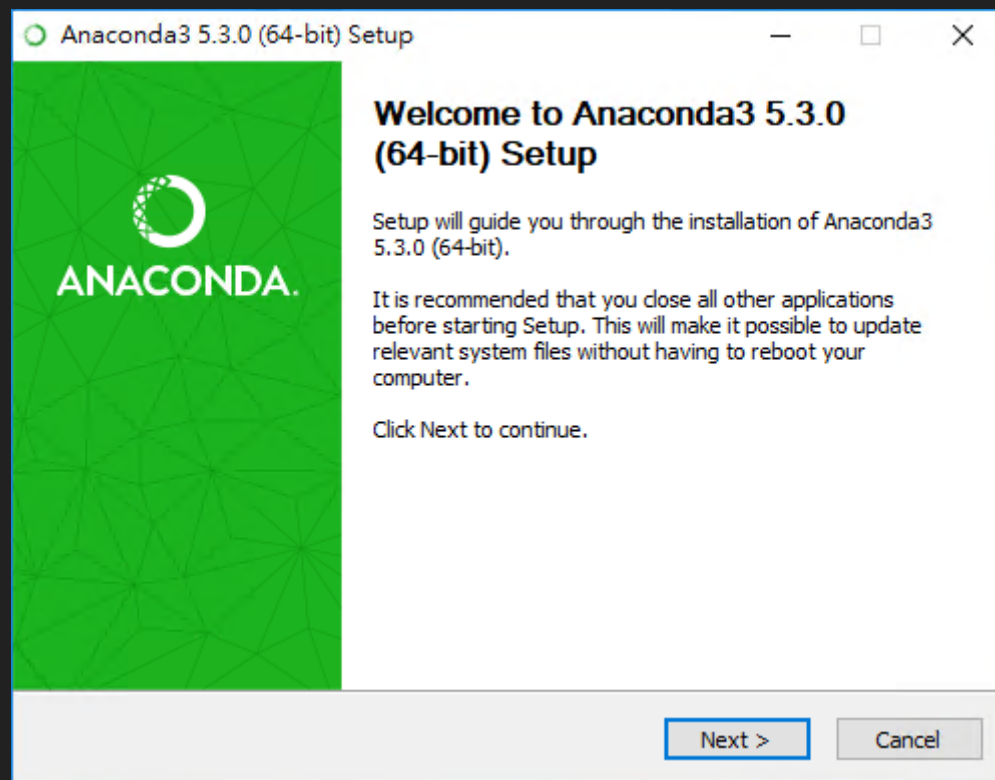 Anaconda3 5.3.0 (64-bit) Setup
ANACONDA.
Welcome to Anaconda3 5.3.0
(64-bit) Setup
Setup will guide you through the installation of Anaconda3
5.3.0 (64-bit).
It is recommended that you close all other applications
before starting Setup. This will make it possible to update
relevant system files without having to reboot your
computer.
Click Next to continue.
Next >
Cancel